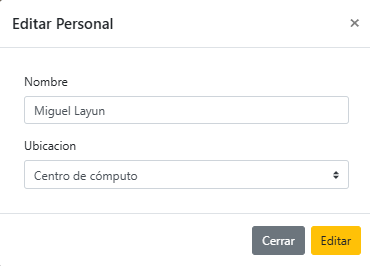 Editar Personal
×
Nombre
Miguel Layun
Ubicacion
Centro de cómputo
Cerrar
Editar